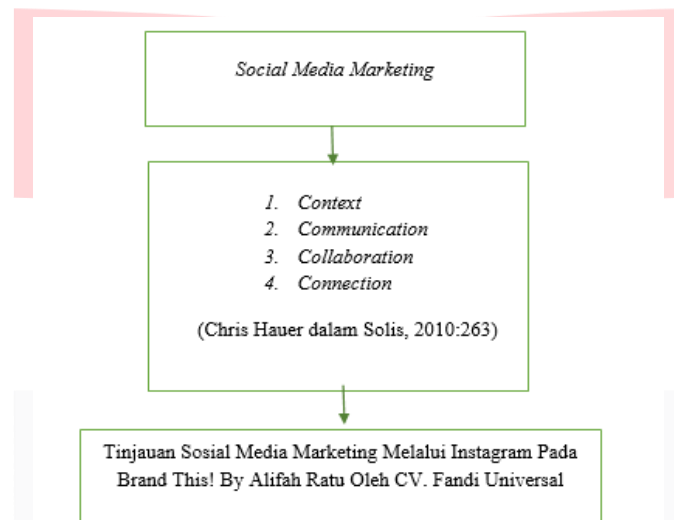 Social Media Marketing
1. Context
2. Communication
3. Collaboration
4. Connection
(Chris Hauer dalam Solis, 2010:263)
Tinjauan Sosial Media Marketing Melalui Instagram Pada
Brand This! By Alifah Ratu Oleh CV. Fandi Universal